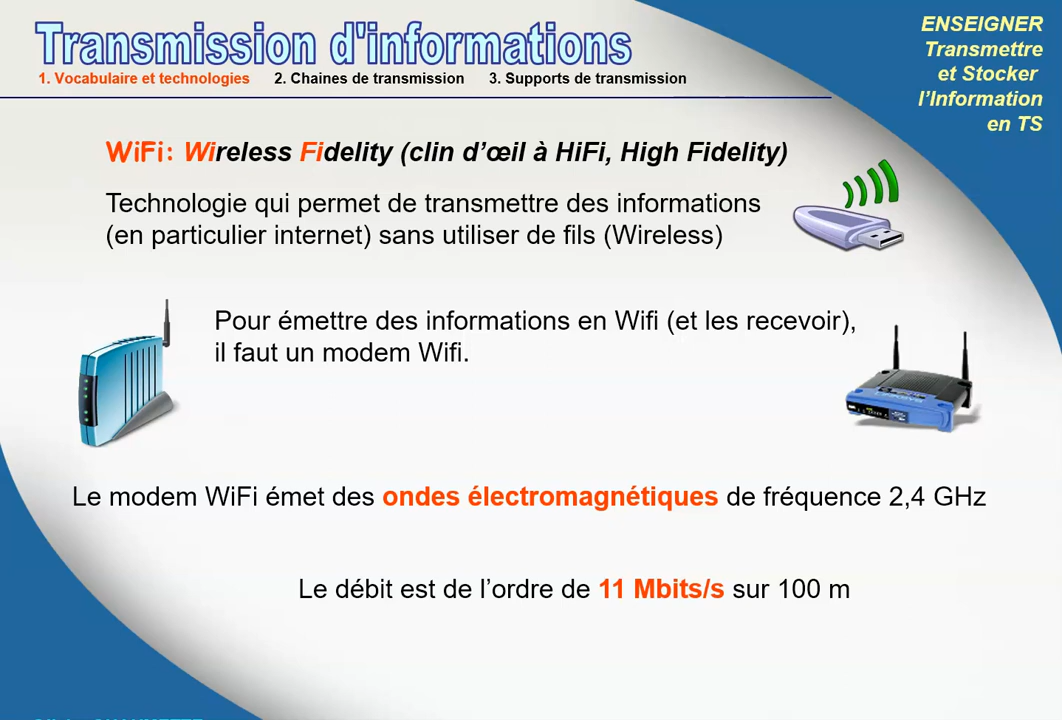 Transmission d'informations
1. Vocabulaire et technologies 2. Chaines de transmission 3. Supports de transmission
ENSEIGNER
Transmettre
et Stocker
l’Information
en TS
WiFi: Wireless Fidelity (clin d’œil à HiFi, High Fidelity)
Technologie qui permet de transmettre des informations
(en particulier internet) sans utiliser de fils (Wireless)
Pour émettre des informations en Wifi (et les recevoir),
il faut un modem Wifi.
Le modem WiFi émet des ondes électromagnétiques de fréquence 2,4 GHz
Le débit est de l’ordre de 11 Mbits/s sur 100 m